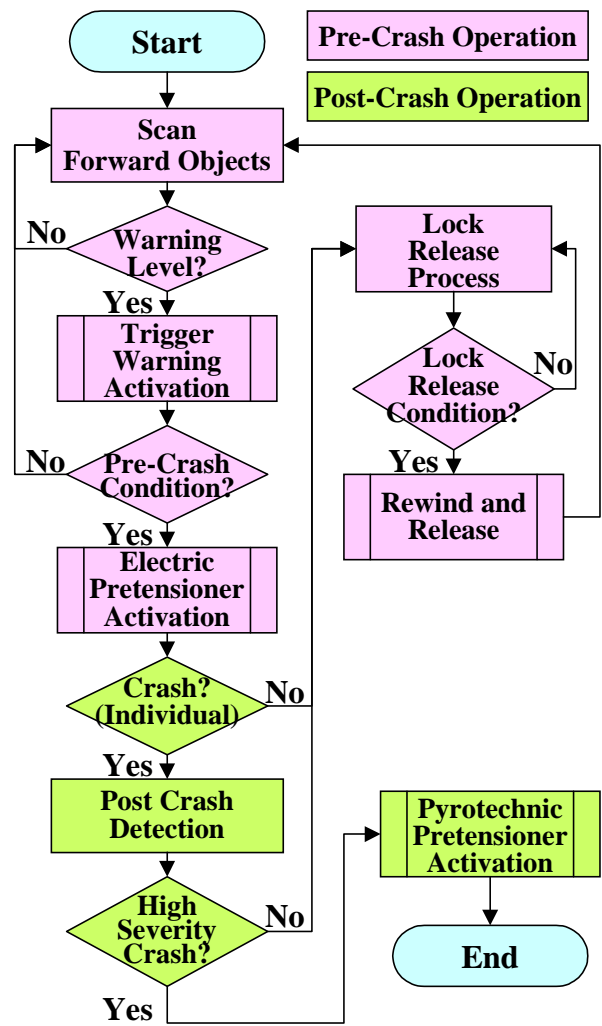 Start
Pre-Crash Operation
Post-Crash Operation
Scan
Forward Objects
No
Warning
Level?
Yes
Trigger
Warning
Activation
No
Pre-Crash
Condition?
Yes
Electric
Pretensioner
Activation
Crash?
(Individual)
No
Yes
Post Crash
Detection
High
Severity
Crash?
No
Yes
Lock
Release
Process
Lock
Release
Condition?
No
Yes
Rewind and
Release
Pyrotechnic
Pretensioner
Activation
End